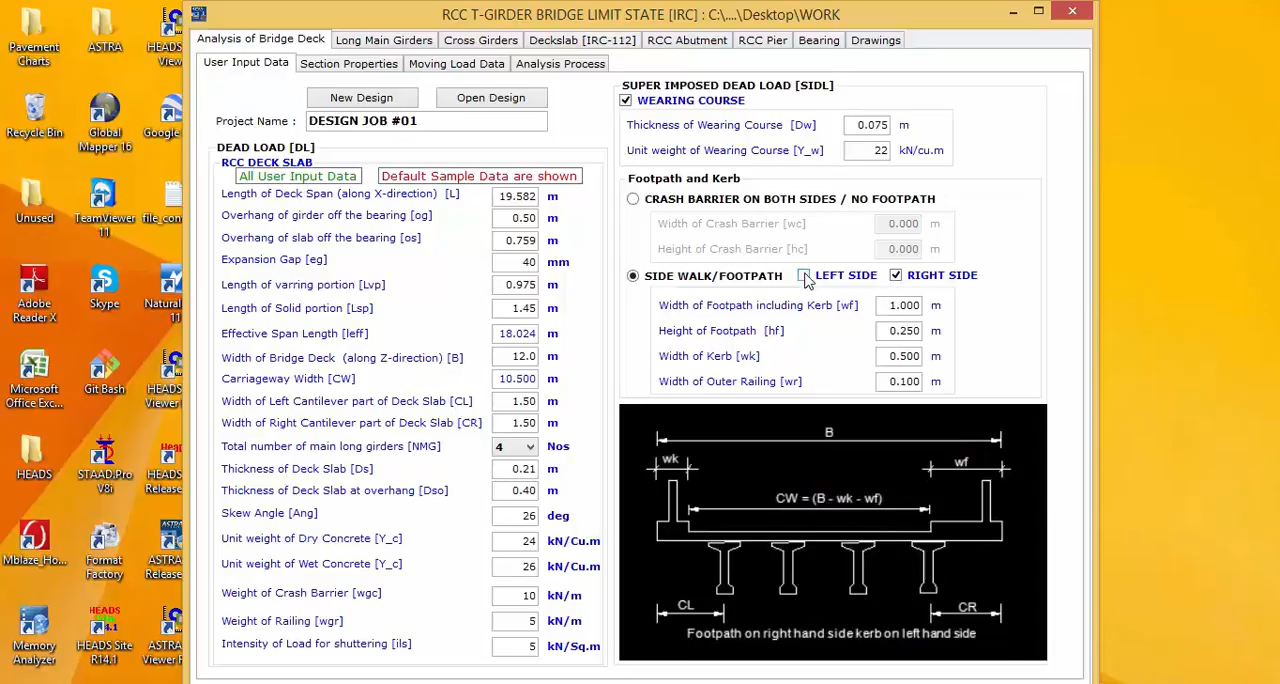 RCC T-GIRDER BRIDGE LIMIT STATE [IRC] : C:\....\Desktop\WORK
Analysis of Bridge Deck Long Main Girders Cross Girders Deckslab [IRC-112] RCC Abutment RCC Pier Bearing Drawings
User Input Data Section Properties Moving Load Data Analysis Process
New Design Open Design
Project Name : DESIGN JOB #01
DEAD LOAD [DL]
RCC DECK SLAB
All User Input Data Default Sample Data are shown
Length of Deck Span (along X-direction) [L] 19.582 m
Overhang of girder off the bearing [og] 0.50 m
Overhang of slab off the bearing [os] 0.759 m
Expansion Gap [eg] 40 mm
Length of varring portion [Lvp] 0.975 m
Length of Solid portion [Lsp] 1.45 m
Effective Span Length [leff] 18.024 m
Width of Bridge Deck (along Z-direction) [B] 12.0 m
Carriageway Width [CW] 10.500 m
Width of Left Cantilever part of Deck Slab [CL] 1.50 m
Width of Right Cantilever part of Deck Slab [CR] 1.50 m
Total number of main long girders [NMG] 4 Nos
Thickness of Deck Slab [Ds] 0.21 m
Thickness of Deck Slab at overhang [Dso] 0.40 m
Skew Angle [Ang] 26 deg
Unit weight of Dry Concrete [Y_c] 24 kN/Cu.m
Unit weight of Wet Concrete [Y_c] 26 kN/Cu.m
Weight of Crash Barrier [wgc] 10 kN/m
Weight of Railing [wgr] 5 kN/m
Intensity of Load for shuttering [ils] 5 kN/Sq.m
SUPER IMPOSED DEAD LOAD [SIDL]
WEARING COURSE
Thickness of Wearing Course [Dw] 0.075 m
Unit weight of Wearing Course [Y_w] 22 kN/cu.m
Footpath and Kerb
CRASH BARRIER ON BOTH SIDES / NO FOOTPATH
Width of Crash Barrier [wc] 0.000 m
Height of Crash Barrier [hc] 0.000 m
SIDE WALK/FOOTPATH LEFT SIDE RIGHT SIDE
Width of Footpath including Kerb [wf] 1.000 m
Height of Footpath [hf] 0.250 m
Width of Kerb [wk] 0.500 m
Width of Outer Railing [wr] 0.100 m
B
wk wf
CW = (B - wk - wf)
CL CR
Footpath on right hand side kerb on left hand side
Pavement Charts
ASTRA
Recycle Bin
Global Mapper 16
Unused
TeamViewer 11
Adobe Reader X
Skype
Microsoft Office Exc...
Git Bash
HEADS
STAAD.Pro V8i
Mblaze_Ho...
Format Factory
Memory Analyzer
HEADS Site R14.1